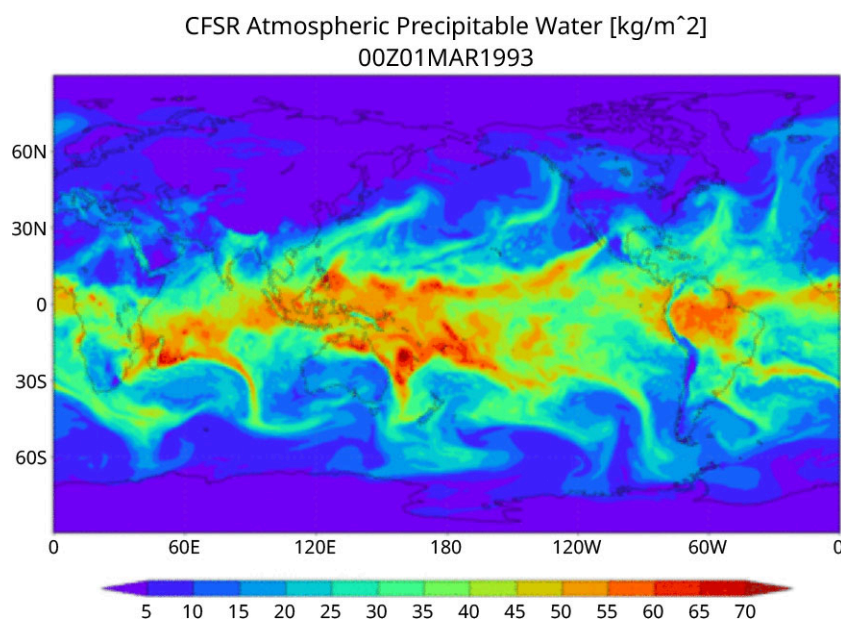 CFSR Atmospheric Precipitable Water [kg/mˆ2]
00Z01MAR1993
60N
30N
0
30S
60S
0 60E 120E 180 120W 60W 0
5 10 15 20 25 30 35 40 45 50 55 60 65 70